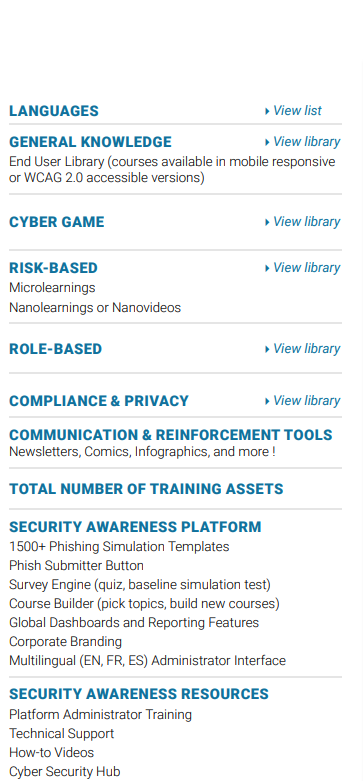 LANGUAGES View list
GENERAL KNOWLEDGE View library
End User Library (courses available in mobile responsive
or WCAG 2.0 accessible versions)
CYBER GAME View library
RISK-BASED View library
Microlearnings
Nanolearnings or Nanovideos
ROLE-BASED View library
COMPLIANCE & PRIVACY View library
COMMUNICATION & REINFORCEMENT TOOLS
Newsletters, Comics, Infographics, and more !
TOTAL NUMBER OF TRAINING ASSETS
SECURITY AWARENESS PLATFORM
1500+ Phishing Simulation Templates
Phish Submitter Button
Survey Engine (quiz, baseline simulation test)
Course Builder (pick topics, build new courses)
Global Dashboards and Reporting Features
Corporate Branding
Multilingual (EN, FR, ES) Administrator Interface
SECURITY AWARENESS RESOURCES
Platform Administrator Training
Technical Support
How-to Videos
Cyber Security Hub